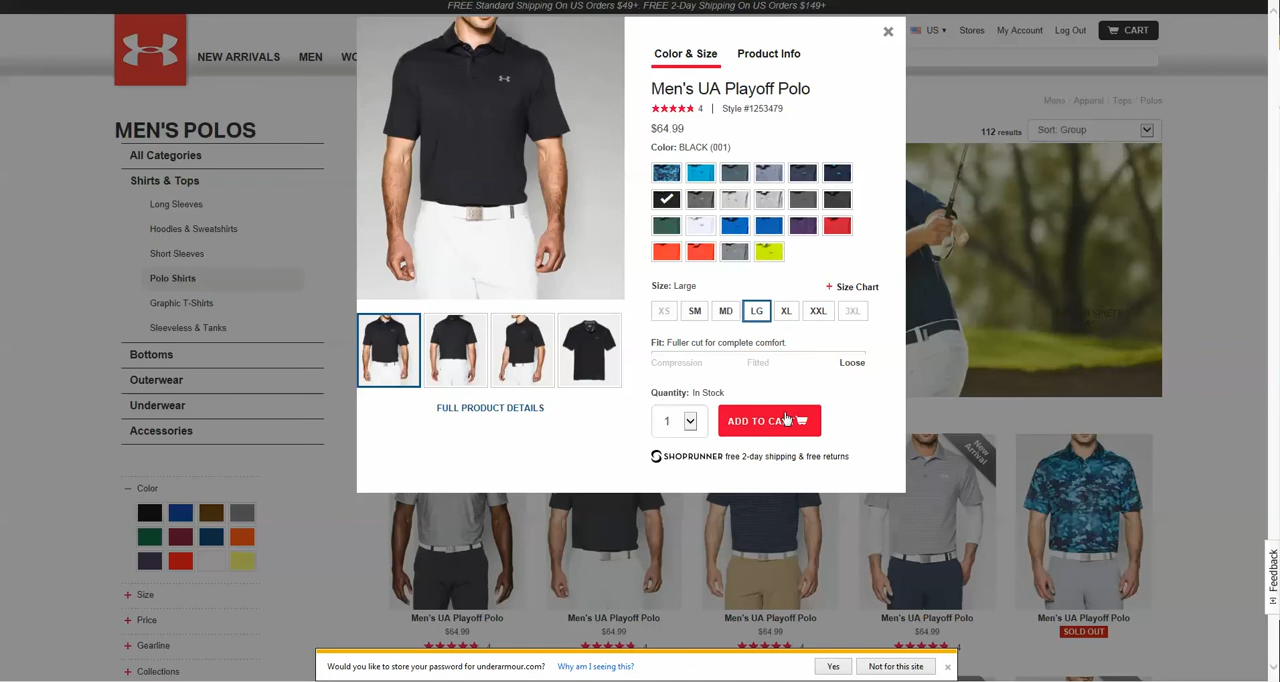 FREE Standard Shipping On US Orders $49+. FREE 2-Day Shipping On US Orders $149+
NEW ARRIVALS MEN WO
US Stores My Account Log Out CART
Mens Apparel Tops Polos
MEN'S POLOS
112 results Sort: Group
All Categories
Shirts & Tops
Long Sleeves
Hoodies & Sweatshirts
Short Sleeves
Polo Shirts
Graphic T-Shirts
Sleeveless & Tanks
Bottoms
Outerwear
Underwear
Accessories
— Color
+ Size
+ Price
+ Gearline
+ Collections
Color & Size Product Info
Men's UA Playoff Polo
4 | Style #1253479
$64.99
Color: BLACK (001)
Size: Large + Size Chart
XS SM MD LG XL XXL 3XL
Fit: Fuller cut for complete comfort.
Compression Fitted Loose
Quantity: In Stock
1 ADD TO CA
SHOPRUNNER free 2-day shipping & free returns
FULL PRODUCT DETAILS
New Arrival
Men's UA Playoff Polo Men's UA Playoff Polo Men's UA Playoff Polo Men's UA Playoff Polo Men's UA Playoff Polo
$64.99 $64.99 $64.99 $64.99 $64.99
4 4
SOLD OUT
Feedback
Would you like to store your password for underarmour.com? Why am I seeing this? Yes Not for this site